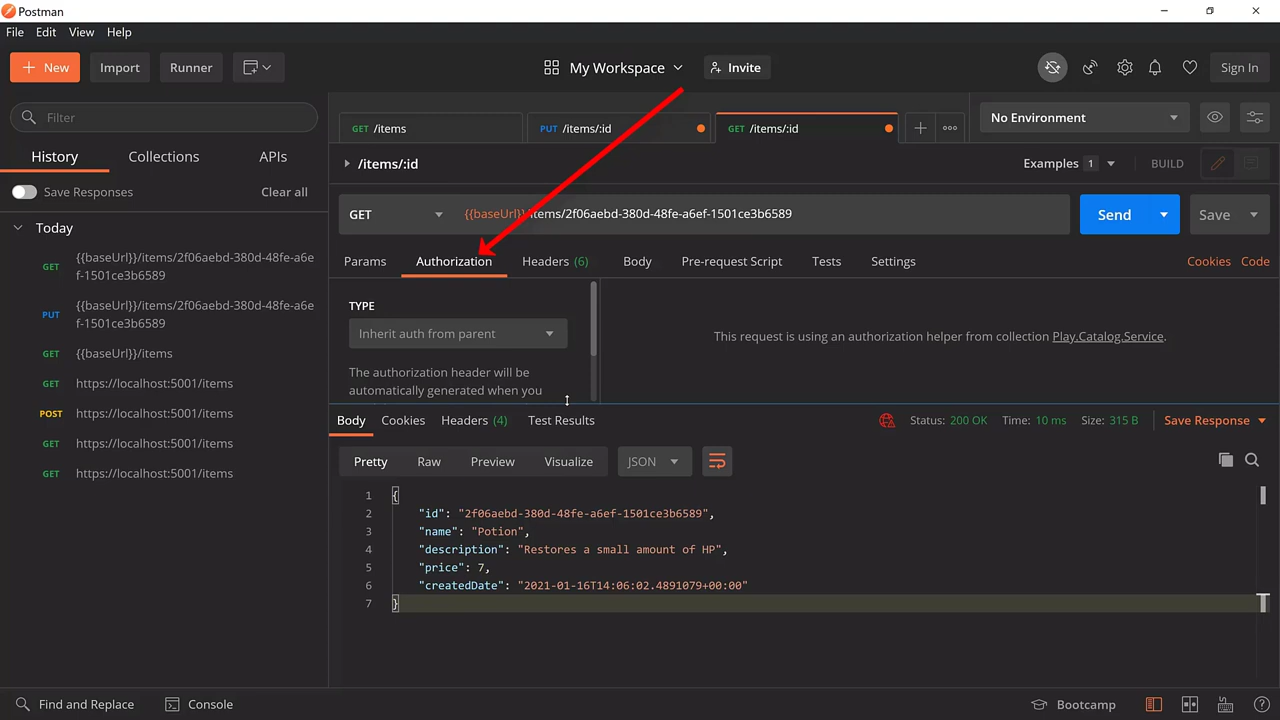 Postman
File Edit View Help
New Import Runner My Workspace Invite Sign In
Filter
GET /items PUT /items/:id GET /items/:id No Environment
History Collections APIs
/items/:id Examples 1 BUILD
Save Responses Clear all
GET {{baseUrl}}/items/2f06aebd-380d-48fe-a6ef-1501ce3b6589 Send Save
Today
GET {{baseUrl}}/items/2f06aebd-380d-48fe-a6e
f-1501ce3b6589
PUT {{baseUrl}}/items/2f06aebd-380d-48fe-a6e
f-1501ce3b6589
GET {{baseUrl}}/items
GET https://localhost:5001/items
POST https://localhost:5001/items
GET https://localhost:5001/items
GET https://localhost:5001/items
Params Authorization Headers (6) Body Pre-request Script Tests Settings Cookies Code
TYPE
Inherit auth from parent
The authorization header will be
automatically generated when you
This request is using an authorization helper from collection Play.Catalog.Service.
Body Cookies Headers (4) Test Results Status: 200 OK Time: 10 ms Size: 315 B Save Response
Pretty Raw Preview Visualize JSON
1 {
2 "id": "2f06aebd-380d-48fe-a6ef-1501ce3b6589",
3 "name": "Potion",
4 "description": "Restores a small amount of HP",
5 "price": 7,
6 "createdDate": "2021-01-16T14:06:02.4891079+00:00"
7 }
Find and Replace Console Bootcamp